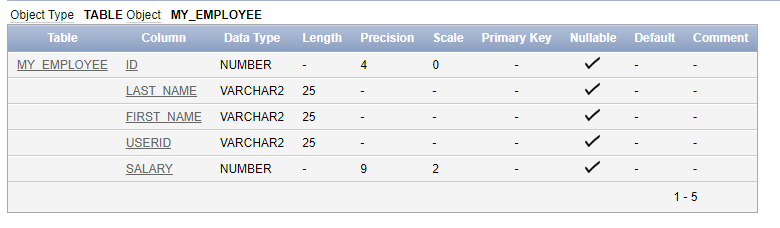 Object Type TABLE Object MY_EMPLOYEE
Table Column Data Type Length Precision Scale Primary Key Nullable Default Comment
MY_EMPLOYEE ID NUMBER - 4 0 - ✓ - -
LAST_NAME VARCHAR2 25 - - - ✓ - -
FIRST_NAME VARCHAR2 25 - - - ✓ - -
USERID VARCHAR2 25 - - - ✓ - -
SALARY NUMBER - 9 2 - ✓ - -
1 - 5